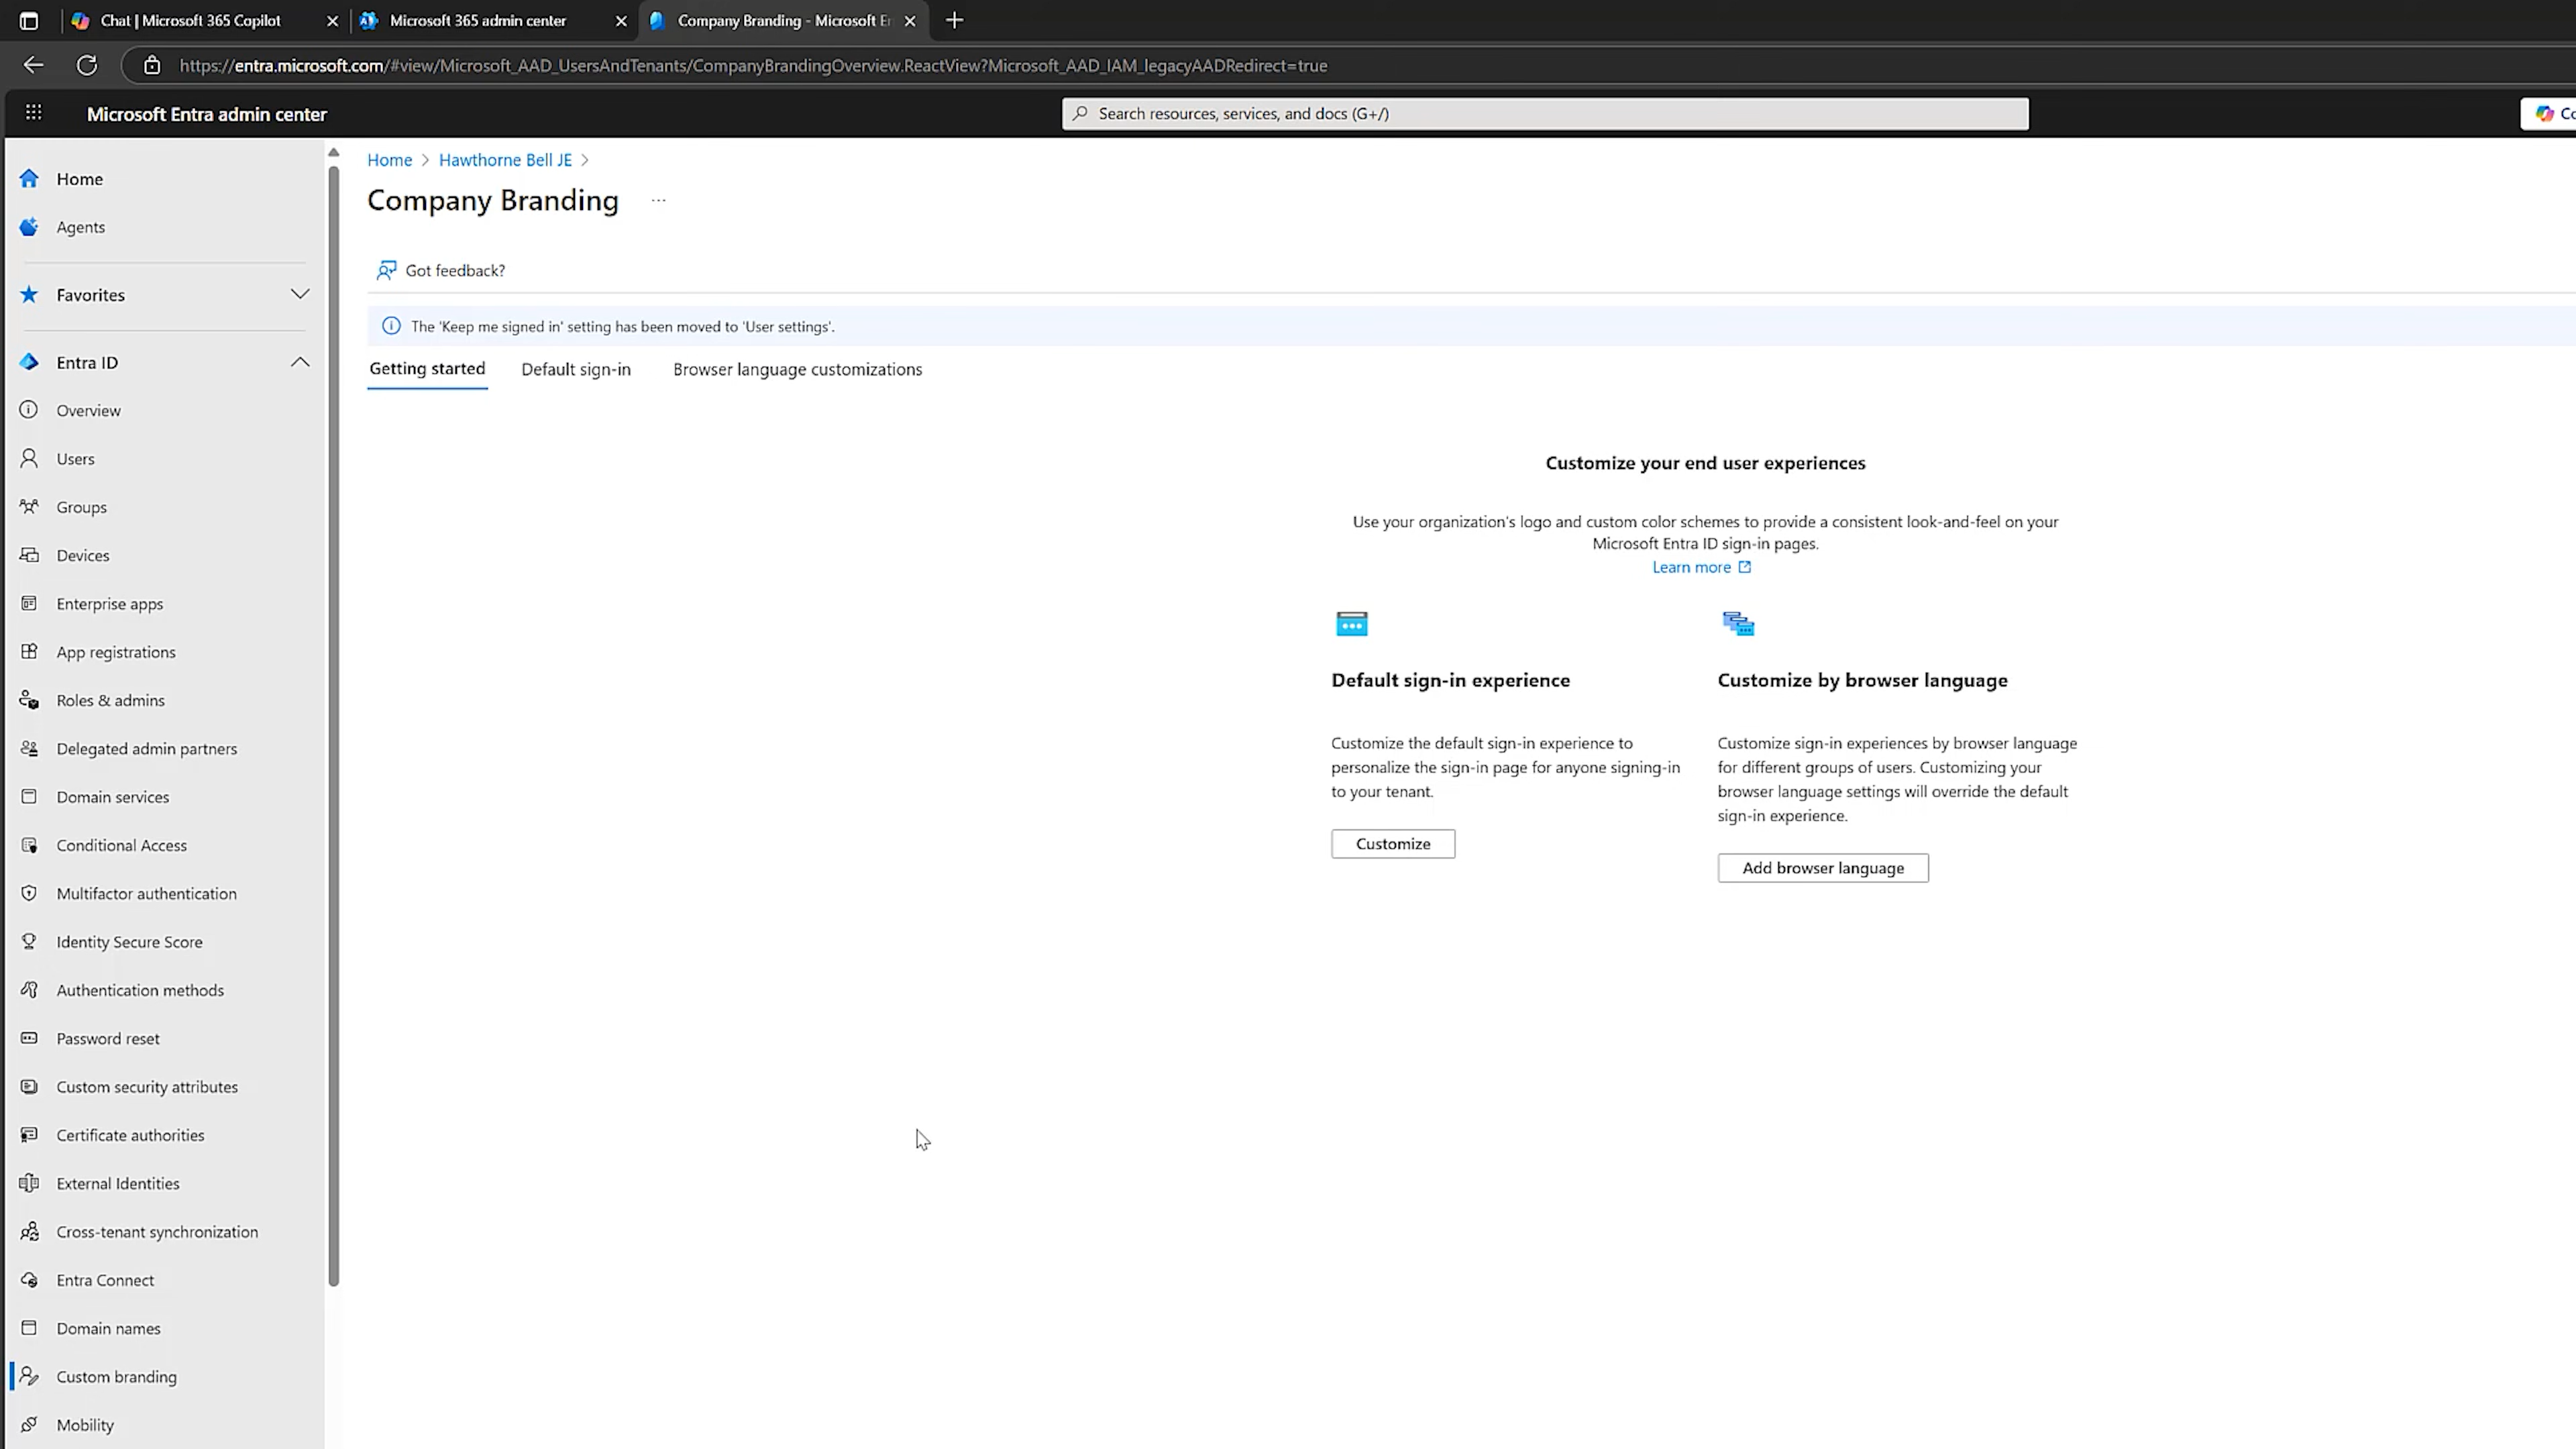 Chat | Microsoft 365 Copilot
Microsoft 365 admin center
Company Branding - Microsoft En
https://entra.microsoft.com/#view/Microsoft_AAD_UsersAndTenants/CompanyBrandingOverview.ReactView?Microsoft_AAD_IAM_legacyAADRedirect=true
Microsoft Entra admin center
Search resources, services, and docs (G+/)
Co
Home
Agents
Favorites
Entra ID
Overview
Users
Groups
Devices
Enterprise apps
App registrations
Roles & admins
Delegated admin partners
Domain services
Conditional Access
Multifactor authentication
Identity Secure Score
Authentication methods
Password reset
Custom security attributes
Certificate authorities
External Identities
Cross-tenant synchronization
Entra Connect
Domain names
Custom branding
Mobility
Home > Hawthorne Bell JE >
Company Branding ...
Got feedback?
The 'Keep me signed in' setting has been moved to 'User settings'.
Getting started
Default sign-in
Browser language customizations
Customize your end user experiences
Use your organization's logo and custom color schemes to provide a consistent look-and-feel on your
Microsoft Entra ID sign-in pages.
Learn more
Default sign-in experience
Customize the default sign-in experience to
personalize the sign-in page for anyone signing-in
to your tenant.
Customize
Customize by browser language
Customize sign-in experiences by browser language
for different groups of users. Customizing your
browser language settings will override the default
sign-in experience.
Add browser language